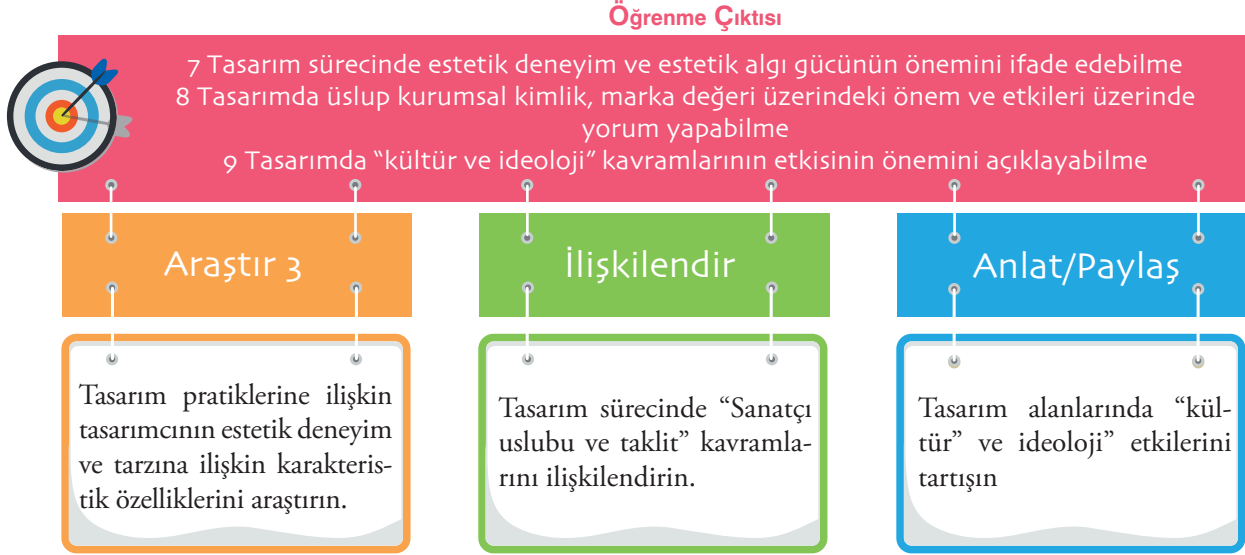 Öğrenme Çıktısı
7 Tasarım sürecinde estetik deneyim ve estetik algı gücünün önemini ifade edebilme
8 Tasarımda üslup kurumsal kimlik, marka değeri üzerindeki önem ve etkileri üzerinde
yorum yapabilme
9 Tasarımda “kültür ve ideoloji” kavramlarının etkisinin önemini açıklayabilme
Araştır 3
Tasarım pratiklerine ilişkin
tasarımcının estetik deneyim
ve tarzına ilişkin karakteris-
tik özelliklerini araştırın.
İlişkilendir
Tasarım sürecinde “Sanatçı
uslubu ve taklit” kavramla-
rını ilişkilendirin.
Anlat/Paylaş
Tasarım alanlarında “kül-
tür” ve ideoloji” etkilerini
tartışın